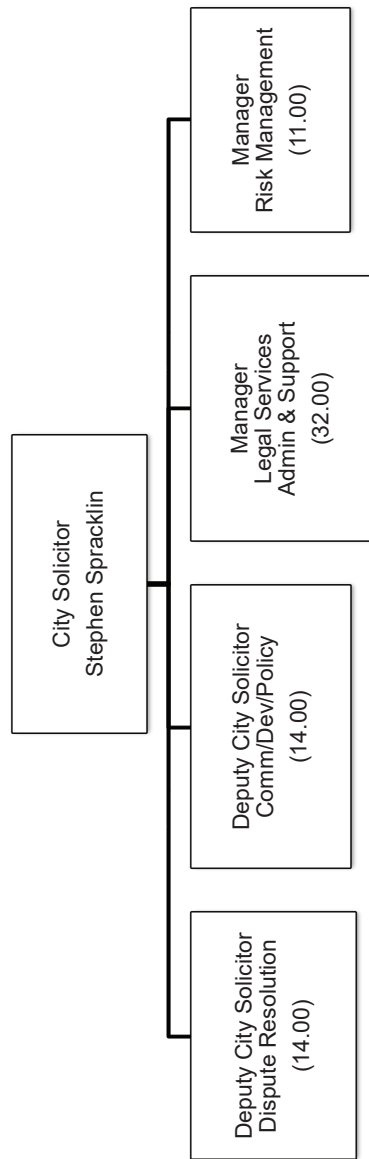 City Solicitor
Stephen Spracklin
Deputy City Solicitor
Dispute Resolution
(14.00)
Deputy City Solicitor
Comm/Dev/Policy
(14.00)
Manager
Legal Services
Admin & Support
(32.00)
Manager
Risk Management
(11.00)